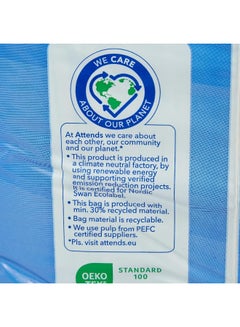 WE CARE
ABOUT OUR PLANET
At Attends we care about
each other, our community
and our planet.*
• This product is produced in
a climate neutral factory, by
using renewable energy
and supporting verified
emission reduction projects.
It is certified for Nordic
Swan Ecolabel.
• This bag is produced with
min. 30% recycled material.
• Bag material is recyclable.
• We use pulp from PEFC
certified suppliers.
*Pls. visit attends.eu
OEKO
TEX®
STANDARD
100